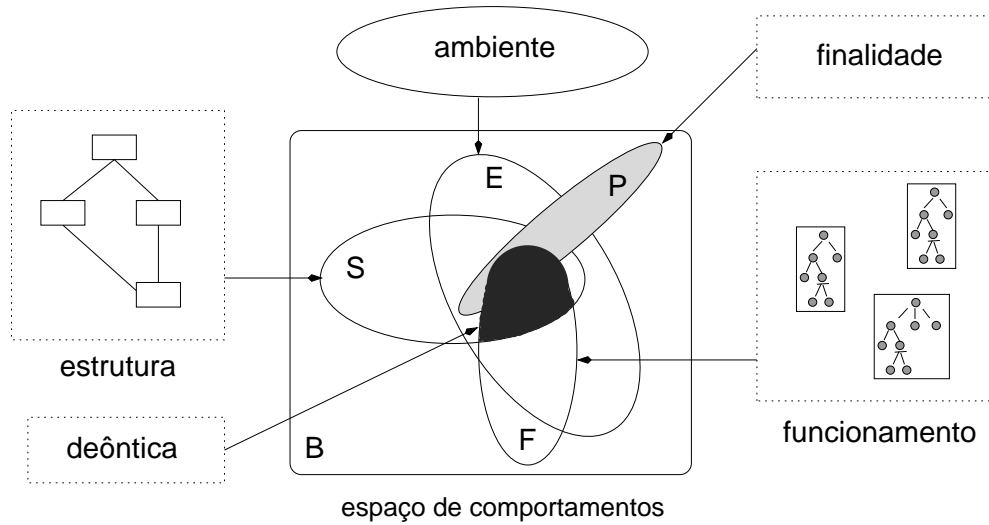 ambiente
finalidade
E
P
S
estrutura
deôntica
B
F
funcionamento
espaço de comportamentos